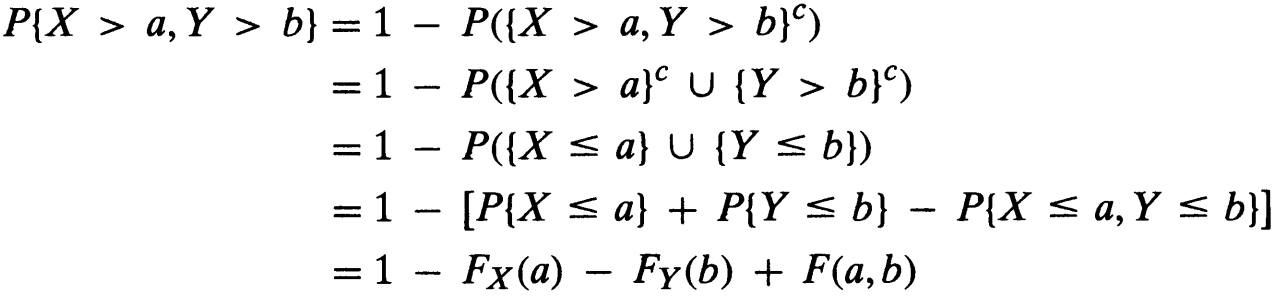 P{X > a, Y > b} = 1 − P({X > a, Y > b}ᶜ)
= 1 − P({X > a}ᶜ ∪ {Y > b}ᶜ)
= 1 − P({X ≤ a} ∪ {Y ≤ b})
= 1 − [P{X ≤ a} + P{Y ≤ b} − P{X ≤ a, Y ≤ b}]
= 1 − F_X(a) − F_Y(b) + F(a, b)